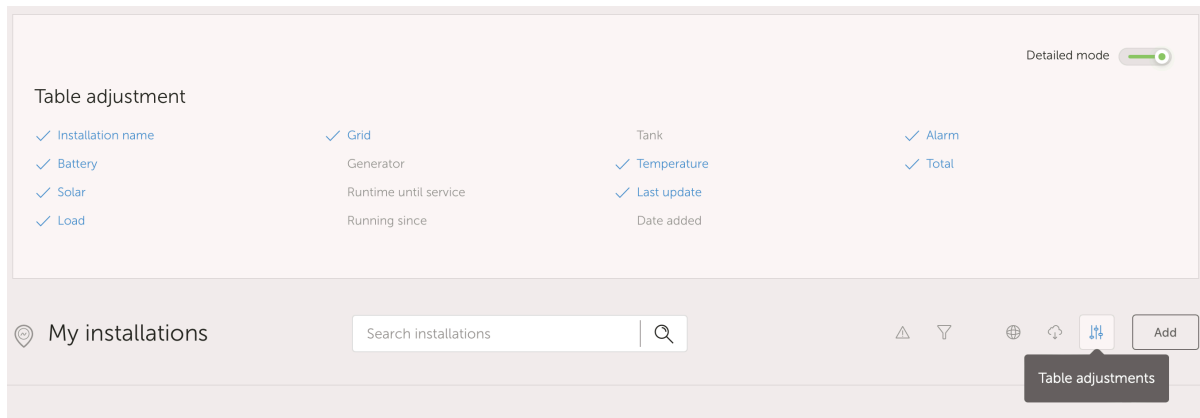 Detailed mode
Table adjustment
Installation name Grid Tank Alarm
Battery Generator Temperature Total
Solar Runtime until service Last update
Load Running since Date added
My installations Search installations Add
Table adjustments